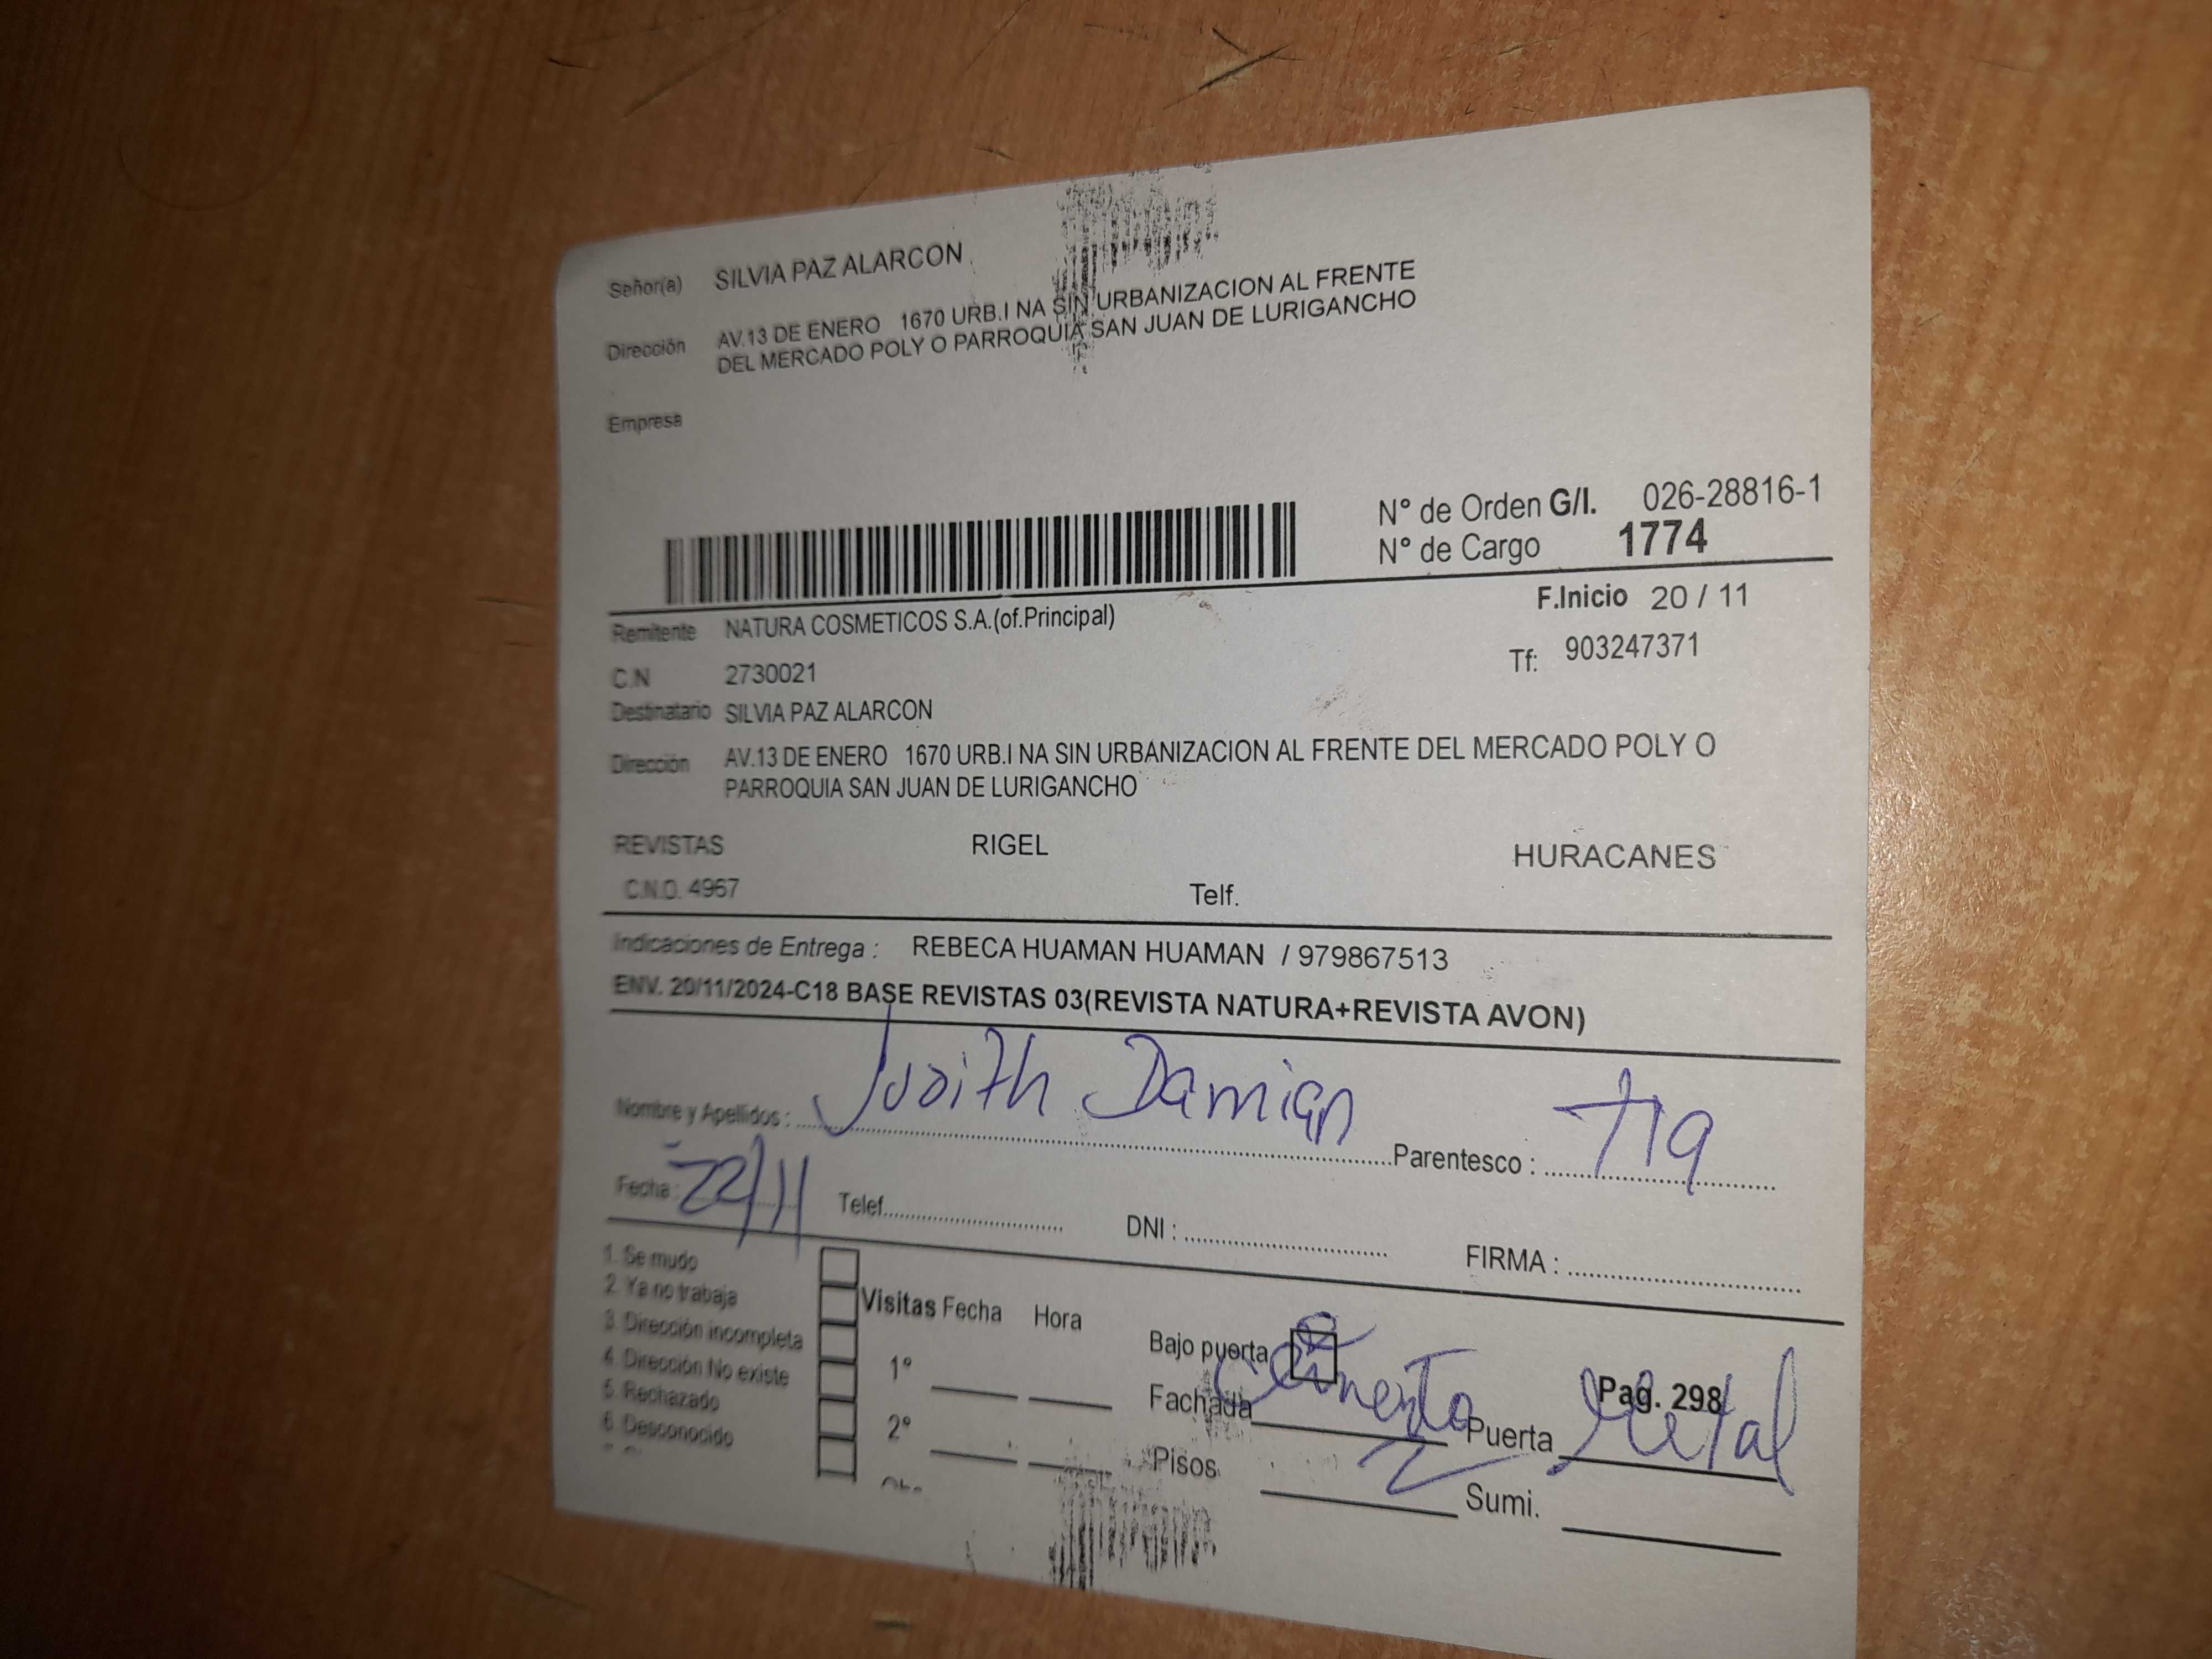 Señor(a) SILVIA PAZ ALARCON
Dirección AV.13 DE ENERO 1670 URB.I NA SIN URBANIZACION AL FRENTE
DEL MERCADO POLY O PARROQUIA SAN JUAN DE LURIGANCHO
Empresa
N° de Orden G/I. 026-28816-1
N° de Cargo 1774
F.Inicio 20 / 11
Remitente NATURA COSMETICOS S.A.(of.Principal)
Tf: 903247371
C.N 2730021
Destinatario SILVIA PAZ ALARCON
Dirección AV.13 DE ENERO 1670 URB.I NA SIN URBANIZACION AL FRENTE DEL MERCADO POLY O
PARROQUIA SAN JUAN DE LURIGANCHO
REVISTAS RIGEL HURACANES
C.N.O. 4967 Telf.
Indicaciones de Entrega : REBECA HUAMAN HUAMAN / 979867513
ENV. 20/11/2024-C18 BASE REVISTAS 03(REVISTA NATURA+REVISTA AVON)
Nombre y Apellidos : Judith Damian Parentesco : tia
Fecha : 22/11 Telef. DNI : FIRMA :
1. Se mudo
2. Ya no trabaja
3. Dirección incompleta
4. Dirección No existe
5. Rechazado
6. Desconocido
Visitas Fecha Hora
1°
2°
Bajo puerta
Pag. 298
Fachada Cemento Puerta Metal
Pisos 2 Sumi.